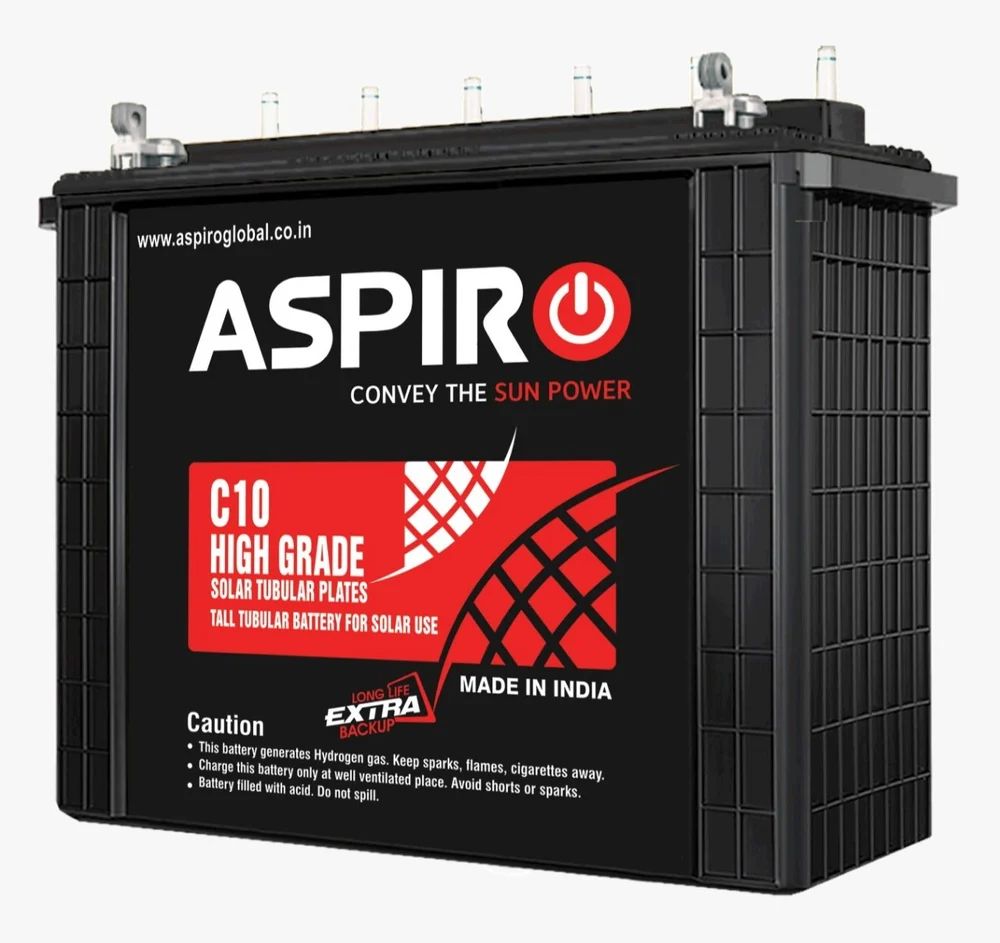 www.aspiroglobal.co.in
ASPIRO
CONVEY THE SUN POWER
C10
HIGH GRADE
SOLAR TUBULAR PLATES
TALL TUBULAR BATTERY FOR SOLAR USE
MADE IN INDIA
LONG LIFE
EXTRA
BACKUP
Caution
• This battery generates Hydrogen gas. Keep sparks, flames, cigarettes away.
• Charge this battery only at well ventilated place. Avoid shorts or sparks.
• Battery filled with acid. Do not spill.